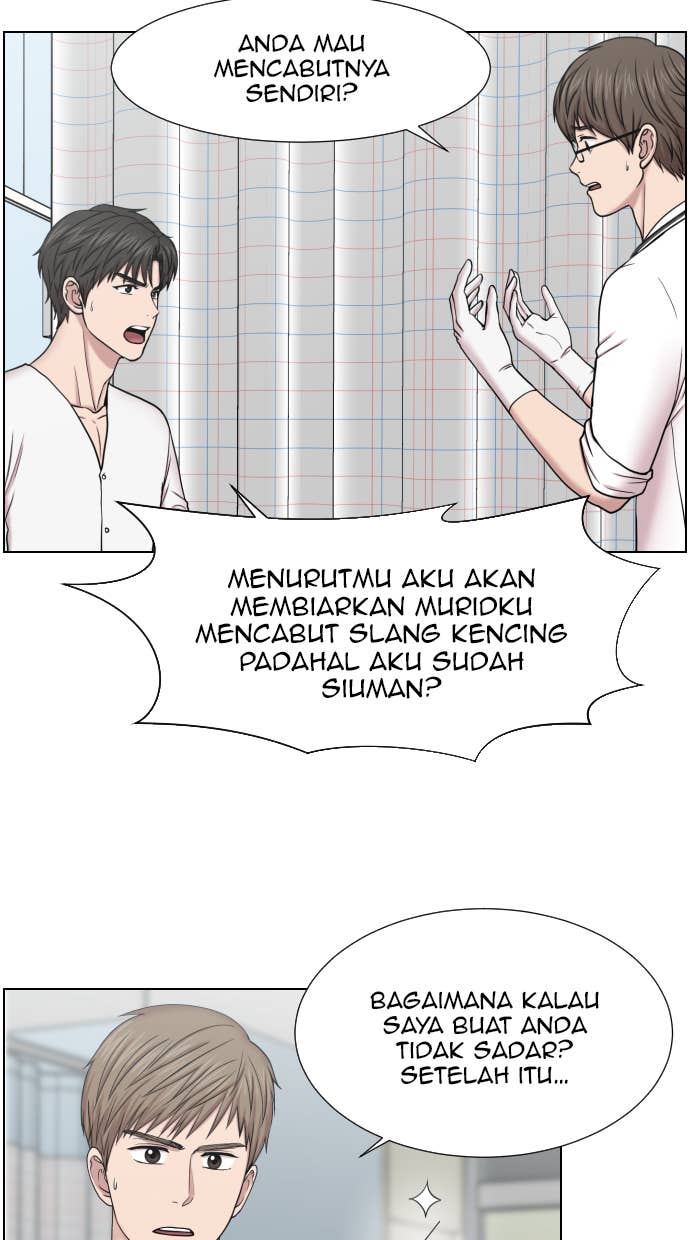 ANDA MAU
MENCABUTNYA
SENDIRI?
MENURUTMU AKU AKAN
MEMBIARKAN MURIDKU
MENCABUT SLANG KENCING
PADAHAL AKU SUDAH
SIUMAN?
BAGAIMANA KALAU
SAYA BUAT ANDA
TIDAK SADAR?
SETELAH ITU...